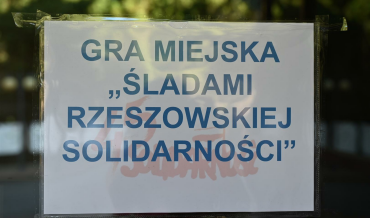 GRA MIEJSKA
„ŚLADAMI
RZESZOWSKIEJ
SOLIDARNOŚCI”